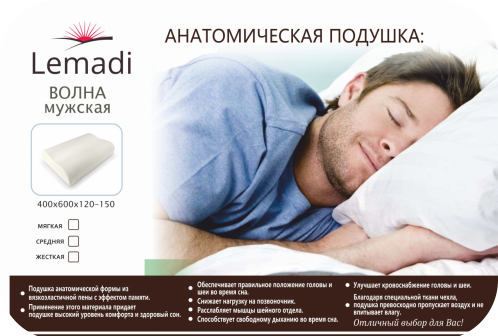 Lemadi
ВОЛНА
мужская
400х600х120-150
МЯГКАЯ
СРЕДНЯЯ
ЖЕСТКАЯ
АНАТОМИЧЕСКАЯ ПОДУШКА:
• Подушка анатомической формы из
вязкоэластичной пены с эффектом памяти.
• Применение этого материала придает
подушке высокий уровень комфорта и здоровый сон.
• Обеспечивает правильное положение головы и
шеи во время сна.
• Снижает нагрузку на позвоночник.
• Расслабляет мышцы шейного отдела.
• Способствует свободному дыханию во время сна.
• Улучшает кровоснабжение головы и шеи.
• Благодаря специальной ткани чехла,
подушка превосходно пропускает воздух и не
впитывает влагу.
Отличный выбор для Вас!